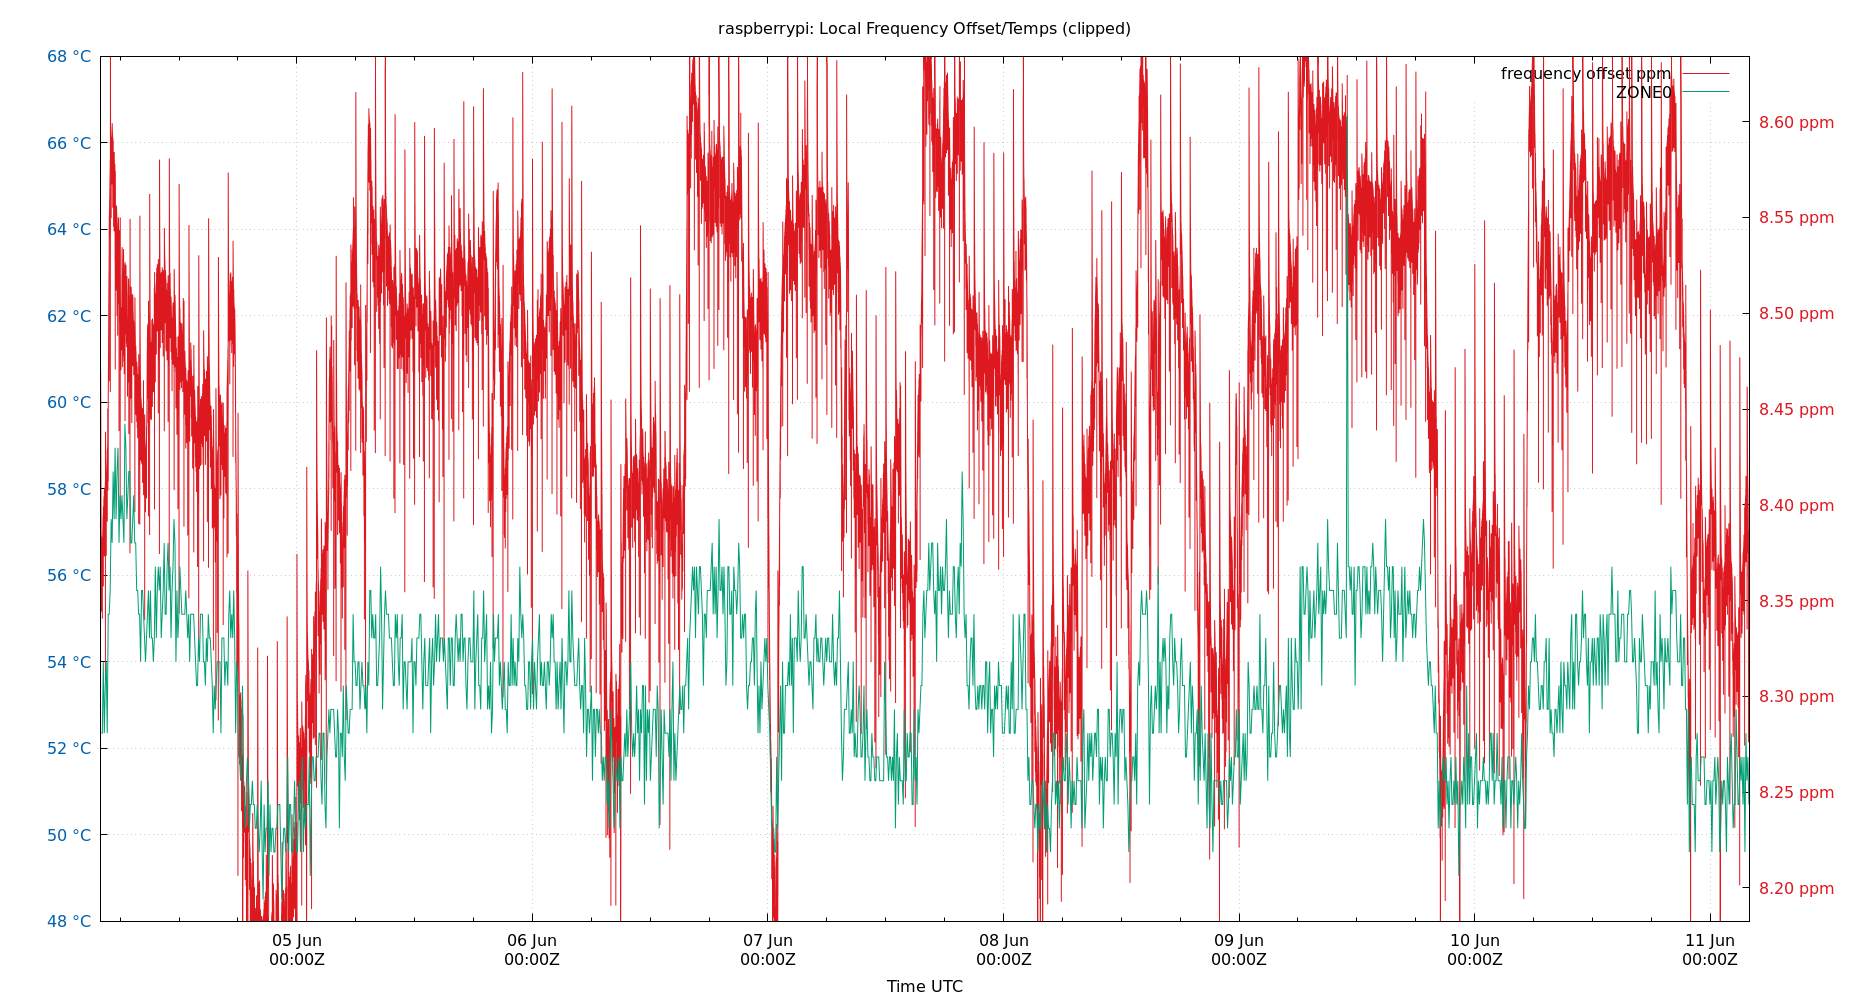 raspberrypi: Local Frequency Offset/Temps (clipped)
68 °C
66 °C
64 °C
62 °C
60 °C
58 °C
56 °C
54 °C
52 °C
50 °C
48 °C
frequency offset ppm
ZONE0
8.60 ppm
8.55 ppm
8.50 ppm
8.45 ppm
8.40 ppm
8.35 ppm
8.30 ppm
8.25 ppm
8.20 ppm
05 Jun
00:00Z
06 Jun
00:00Z
07 Jun
00:00Z
08 Jun
00:00Z
09 Jun
00:00Z
10 Jun
00:00Z
11 Jun
00:00Z
Time UTC